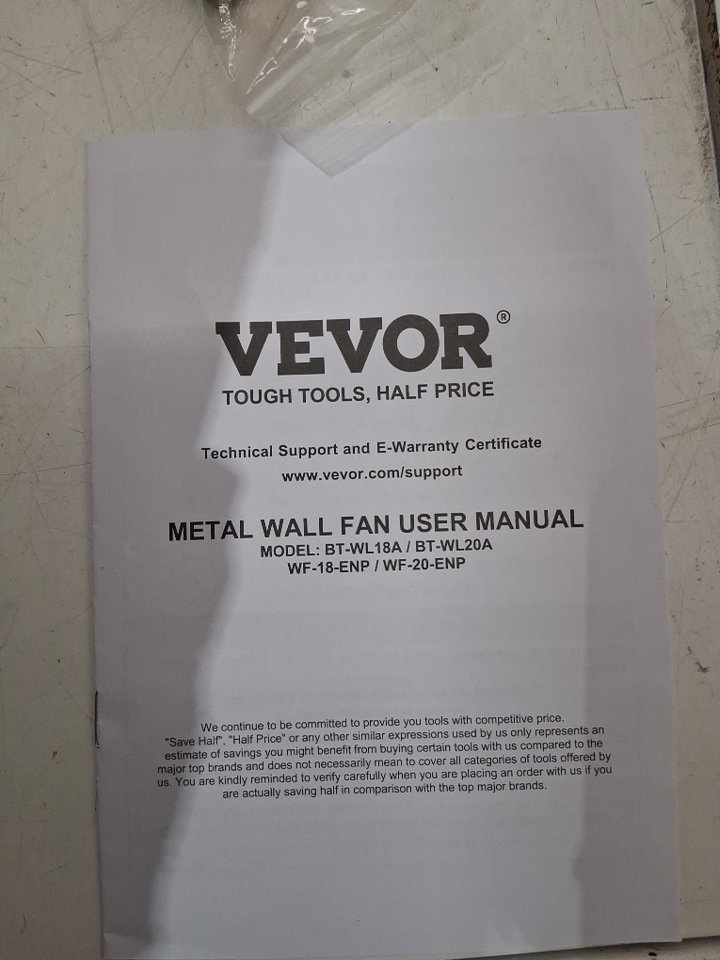 VEVOR®
TOUGH TOOLS, HALF PRICE
Technical Support and E-Warranty Certificate
www.vevor.com/support
METAL WALL FAN USER MANUAL
MODEL: BT-WL18A / BT-WL20A
WF-18-ENP / WF-20-ENP
We continue to be committed to provide you tools with competitive price.
"Save Half", "Half Price" or any other similar expressions used by us only represents an
estimate of savings you might benefit from buying certain tools with us compared to the
major top brands and does not necessarily mean to cover all categories of tools offered by
us. You are kindly reminded to verify carefully when you are placing an order with us if you
are actually saving half in comparison with the top major brands.